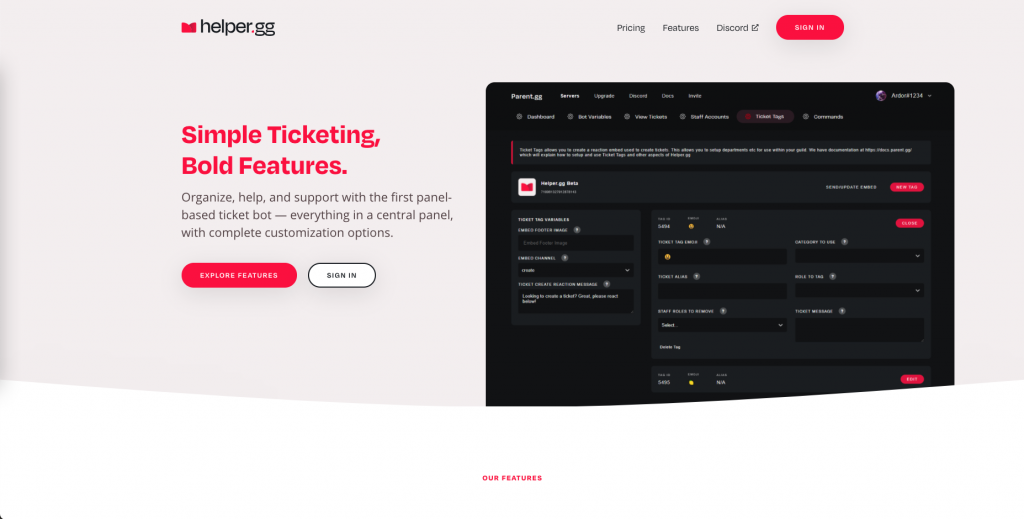 helper.gg
Pricing
Features
Discord
SIGN IN
Simple Ticketing,
Bold Features.
Organize, help, and support with the first panel-
based ticket bot — everything in a central panel,
with complete customization options.
EXPLORE FEATURES
SIGN IN
Parent.gg
Servers
Upgrade
Discord
Docs
Invite
Ardor#1234
Dashboard
Bot Variables
View Tickets
Staff Accounts
Ticket Tags
Commands
Ticket Tags allows you to create a reaction embed used to create tickets. This allows you to setup departments etc for use within your guild. We have documentation at https://docs.parent.gg/
which will explain how to setup and use Ticket Tags and other aspects of Helper.gg.
Helper.gg Beta
SEND/UPDATE EMBED
NEW TAG
TICKET TAG VARIABLES
EMBED FOOTER IMAGE ?
Embed Footer Image
EMBED CHANNEL ?
create
TICKET CREATE REACTION MESSAGE ?
Looking to create a ticket? Great, please react
below!
TAG ID
EMOJI
ALIAS
5494
N/A
CLOSE
TICKET TAG EMOJI ?
CATEGORY TO USE ?
TICKET ALIAS ?
ROLE TO TAG ?
STAFF ROLES TO REMOVE ?
TICKET MESSAGE ?
Select...
Delete Tag
TAG ID
EMOJI
ALIAS
5495
N/A
EDIT
OUR FEATURES